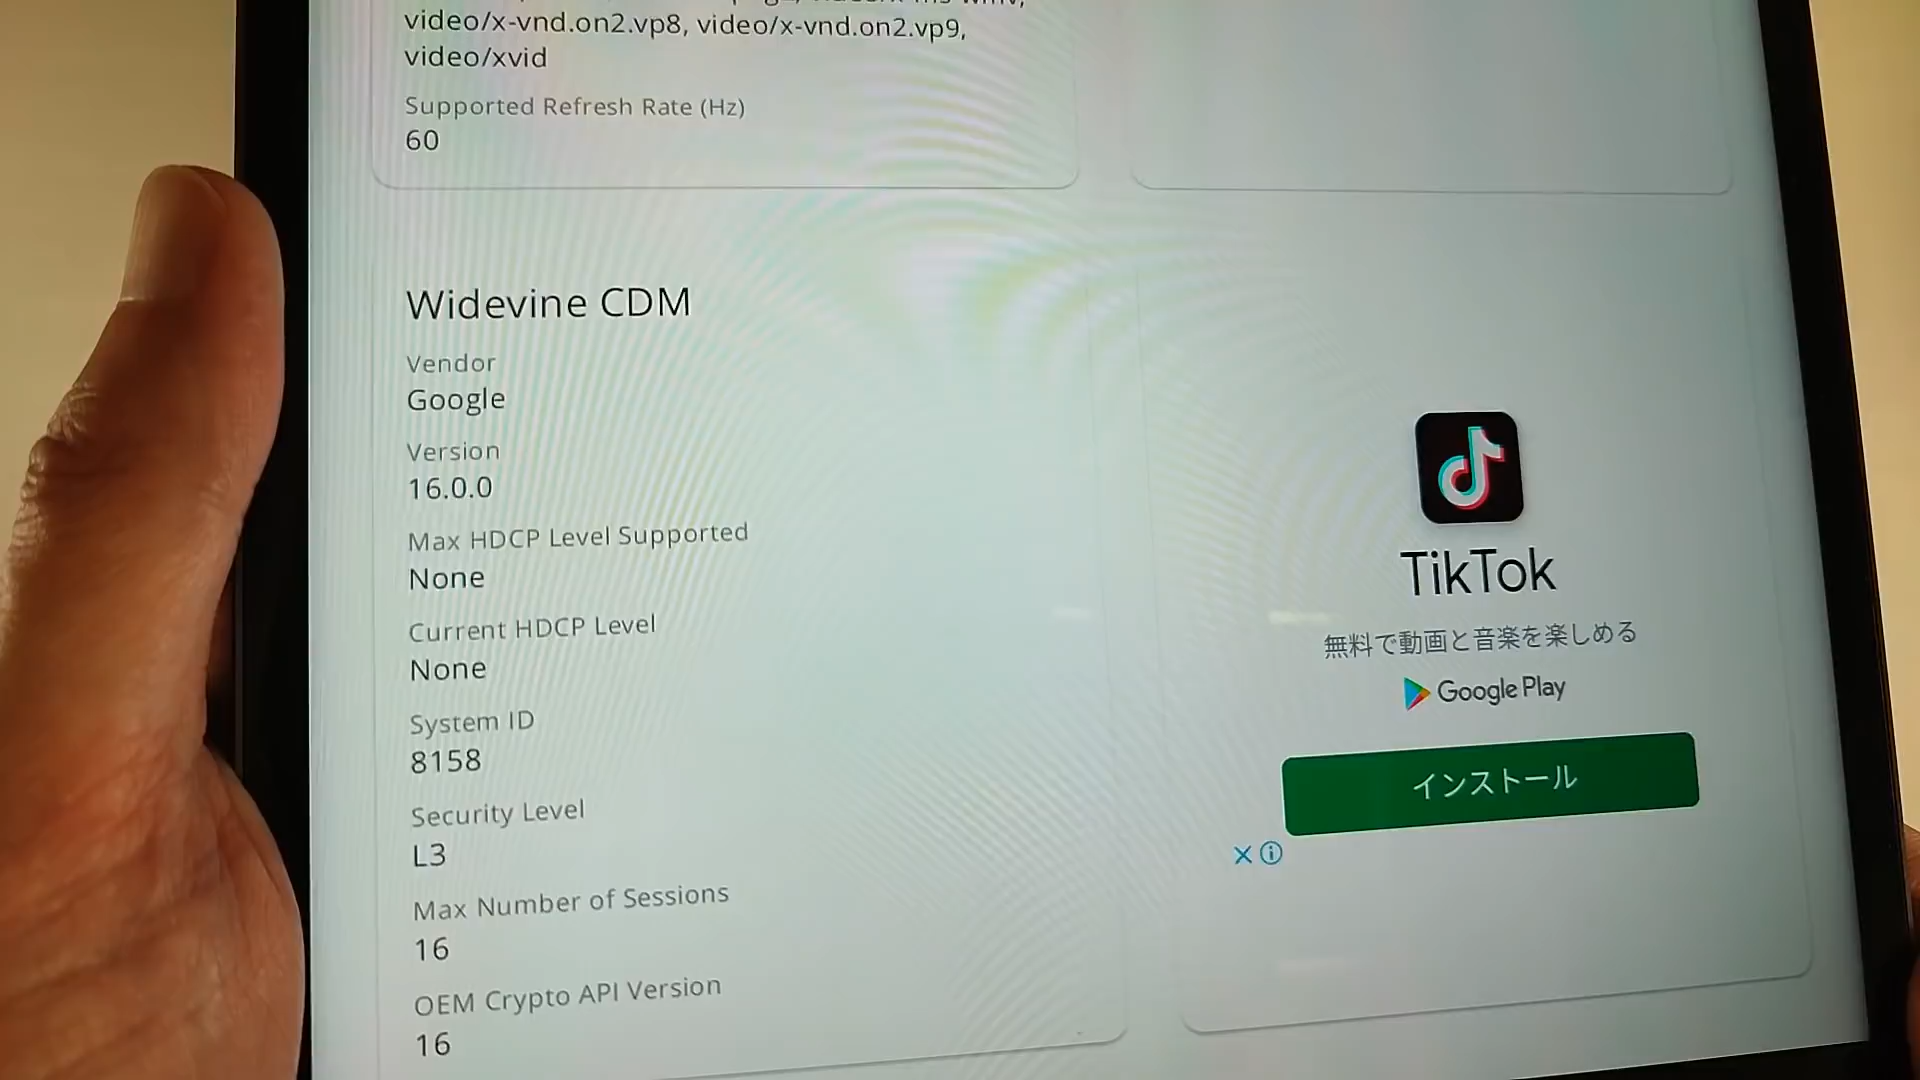 video/x-vnd.on2.vp8, video/x-vnd.on2.vp9,
video/xvid
Supported Refresh Rate (Hz)
60
Widevine CDM
Vendor
Google
Version
16.0.0
Max HDCP Level Supported
None
Current HDCP Level
None
System ID
8158
Security Level
L3
Max Number of Sessions
16
OEM Crypto API Version
16
TikTok
無料で動画と音楽を楽しめる
Google Play
インストール